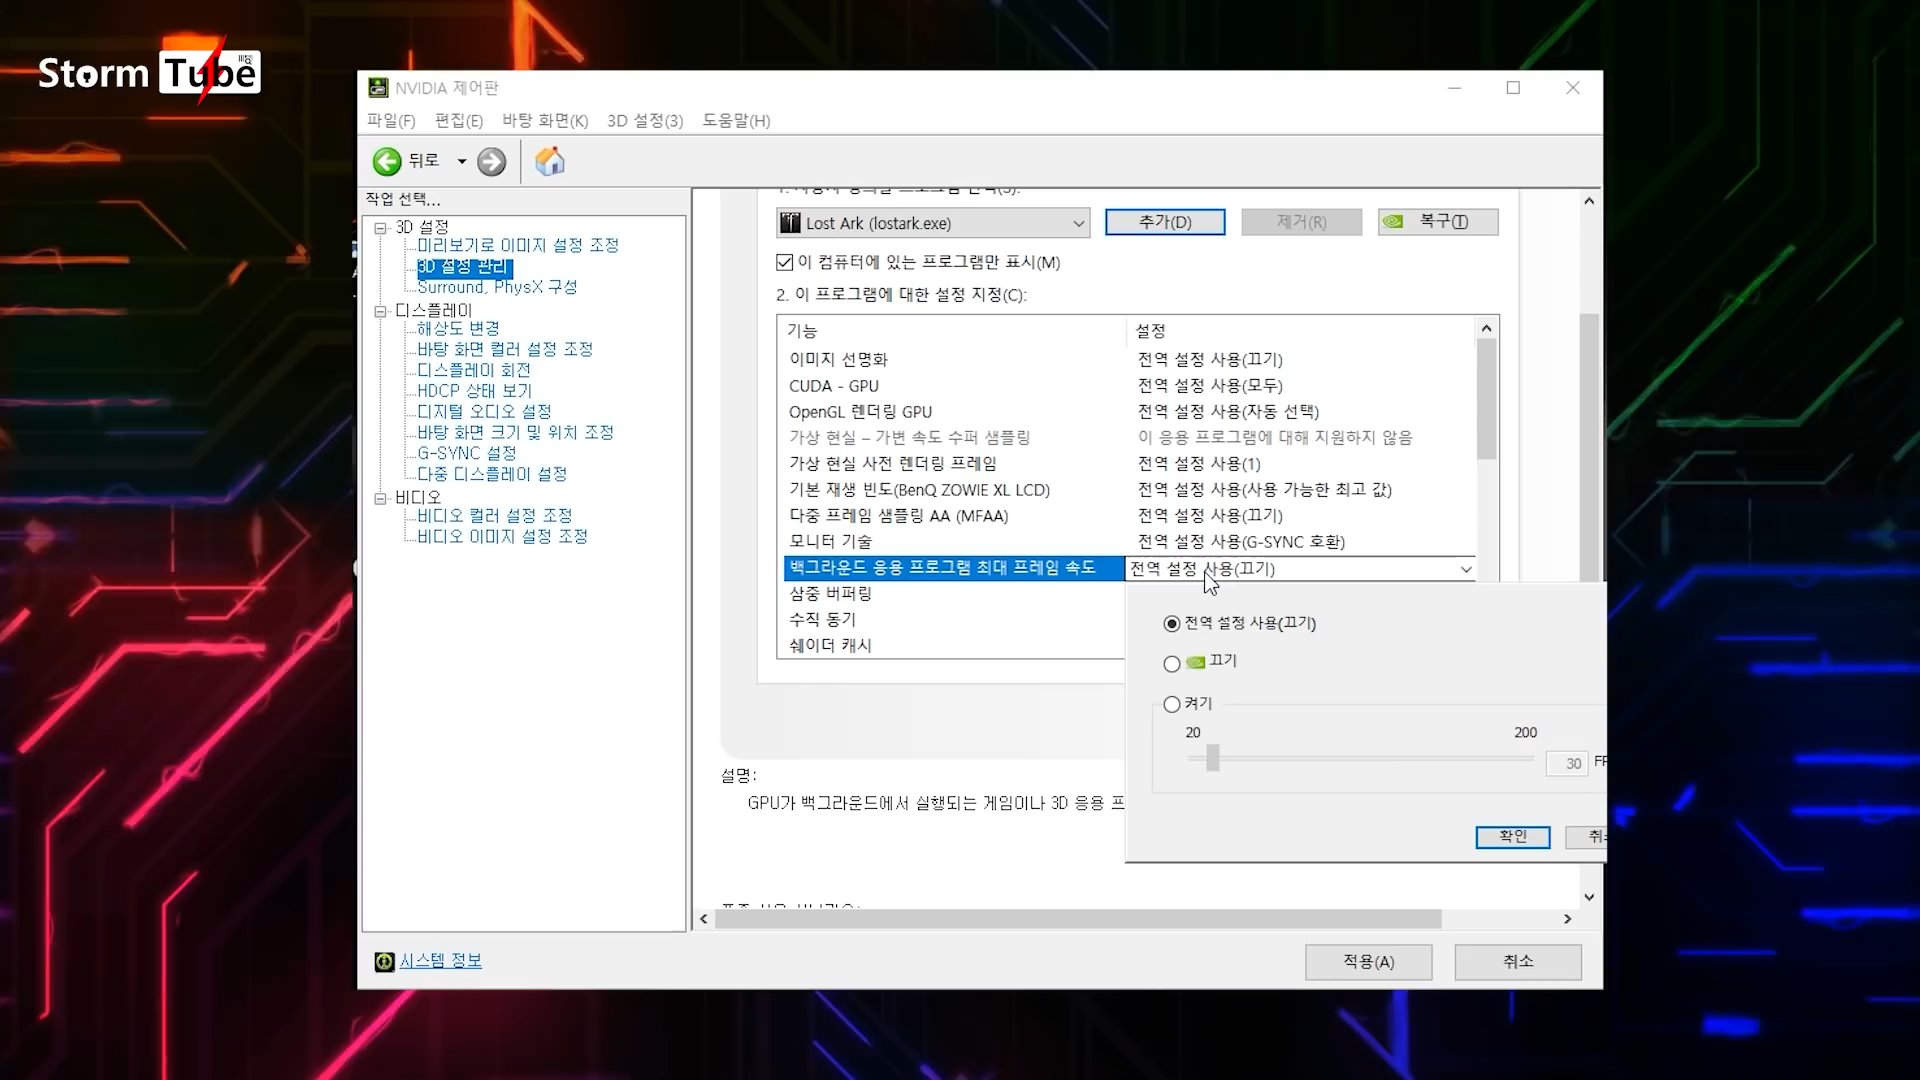 Storm Tube
NVIDIA 제어판
파일(F) 편집(E) 바탕 화면(K) 3D 설정(3) 도움말(H)
뒤로
작업 선택...
3D 설정
미리보기로 이미지 설정 조정
3D 설정 관리
Surround, PhysX 구성
디스플레이
해상도 변경
바탕 화면 컬러 설정 조정
디스플레이 회전
HDCP 상태 보기
디지털 오디오 설정
바탕 화면 크기 및 위치 조정
G-SYNC 설정
다중 디스플레이 설정
비디오
비디오 컬러 설정 조정
비디오 이미지 설정 조정
시스템 정보
Lost Ark (lostark.exe) 추가(D) 제거(R) 복구(T)
이 컴퓨터에 있는 프로그램만 표시(M)
2. 이 프로그램에 대한 설정 지정(C):
기능 설정
이미지 선명화 전역 설정 사용(끄기)
CUDA - GPU 전역 설정 사용(모두)
OpenGL 렌더링 GPU 전역 설정 사용(자동 선택)
가상 현실 – 가변 속도 수퍼 샘플링 이 응용 프로그램에 대해 지원하지 않음
가상 현실 사전 렌더링 프레임 전역 설정 사용(1)
기본 재생 빈도(BenQ ZOWIE XL LCD) 전역 설정 사용(사용 가능한 최고 값)
다중 프레임 샘플링 AA (MFAA) 전역 설정 사용(끄기)
모니터 기술 전역 설정 사용(G-SYNC 호환)
백그라운드 응용 프로그램 최대 프레임 속도 전역 설정 사용(끄기)
삼중 버퍼링
수직 동기
쉐이더 캐시
전역 설정 사용(끄기)
끄기
켜기
20 200
30
확인
설명:
GPU가 백그라운드에서 실행되는 게임이나 3D 응용
적용(A) 취소